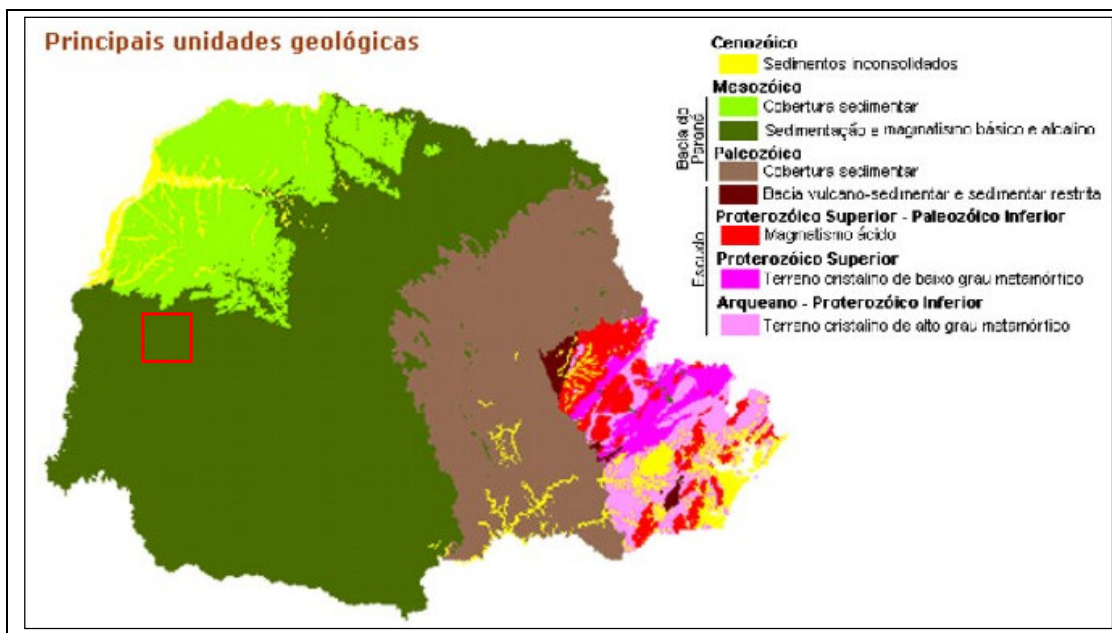 Principais unidades geológicas
Cenozóico
Sedimentos inconsolidados
Mesozóico
Cobertura sedimentar
Sedimentação e magmatismo básico e alcalino
Paleozóico
Cobertura sedimentar
Bacia vulcano-sedimentar e sedimentar restrita
Proterozóico Superior - Paleozóico Inferior
Magmatismo ácido
Proterozóico Superior
Terreno cristalino de baixo grau metamórtico
Arqueano - Proterozóico Inferior
Terreno cristalino de alto grau metamórtico
Bacia do
Paraná
Escudo